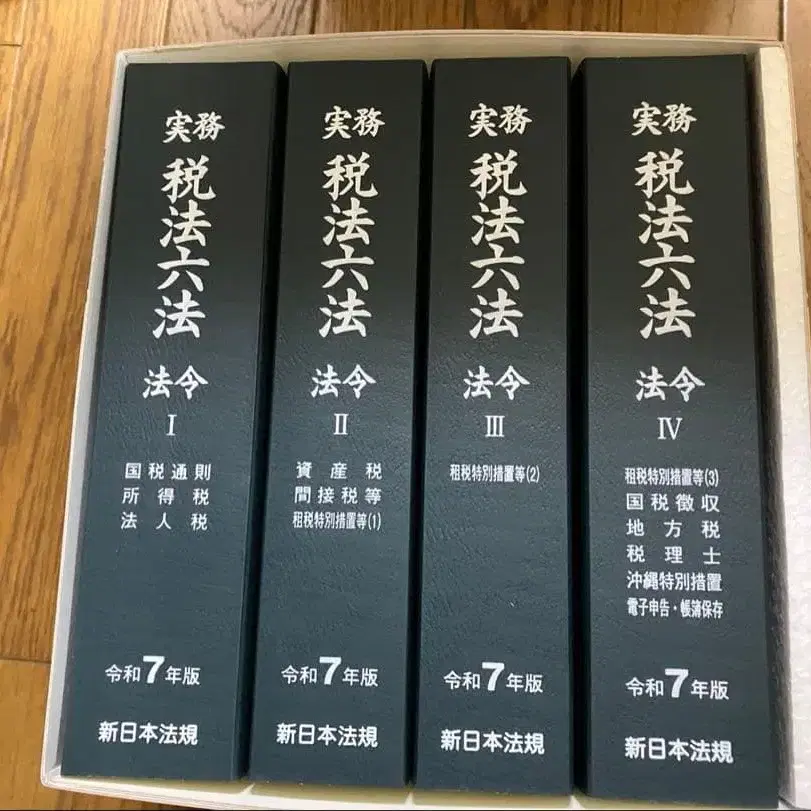 実務
税法六法
法令
I
国税通則
所得税
法人税
令和7年版
新日本法規
実務
税法六法
法令
II
資産税
間接税等
租税特別措置等(1)
令和7年版
新日本法規
実務
税法六法
法令
III
租税特別措置等(2)
令和7年版
新日本法規
実務
税法六法
法令
IV
租税特別措置等(3)
国税徴収
地方税
税理士
沖縄特別措置
電子申告・帳簿保存
令和7年版
新日本法規